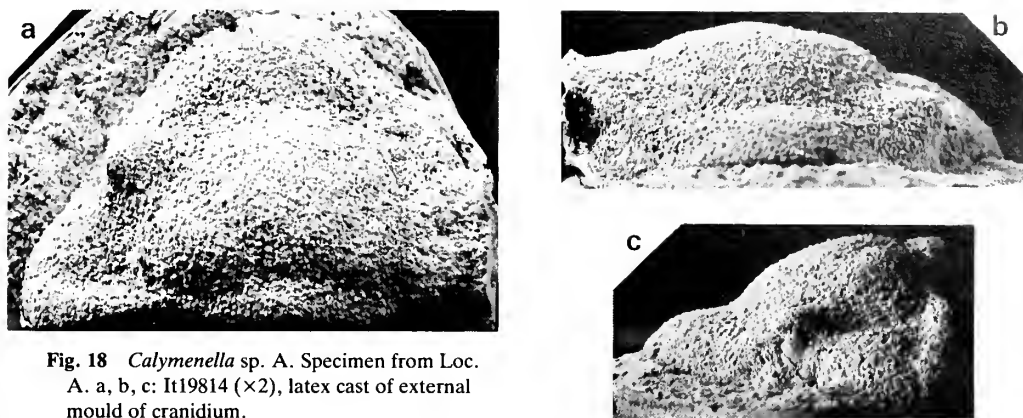 a
b
c
Fig. 18 Calymenella sp. A. Specimen from Loc.
A. a, b, c: It19814 (×2), latex cast of external
mould of cranidium.